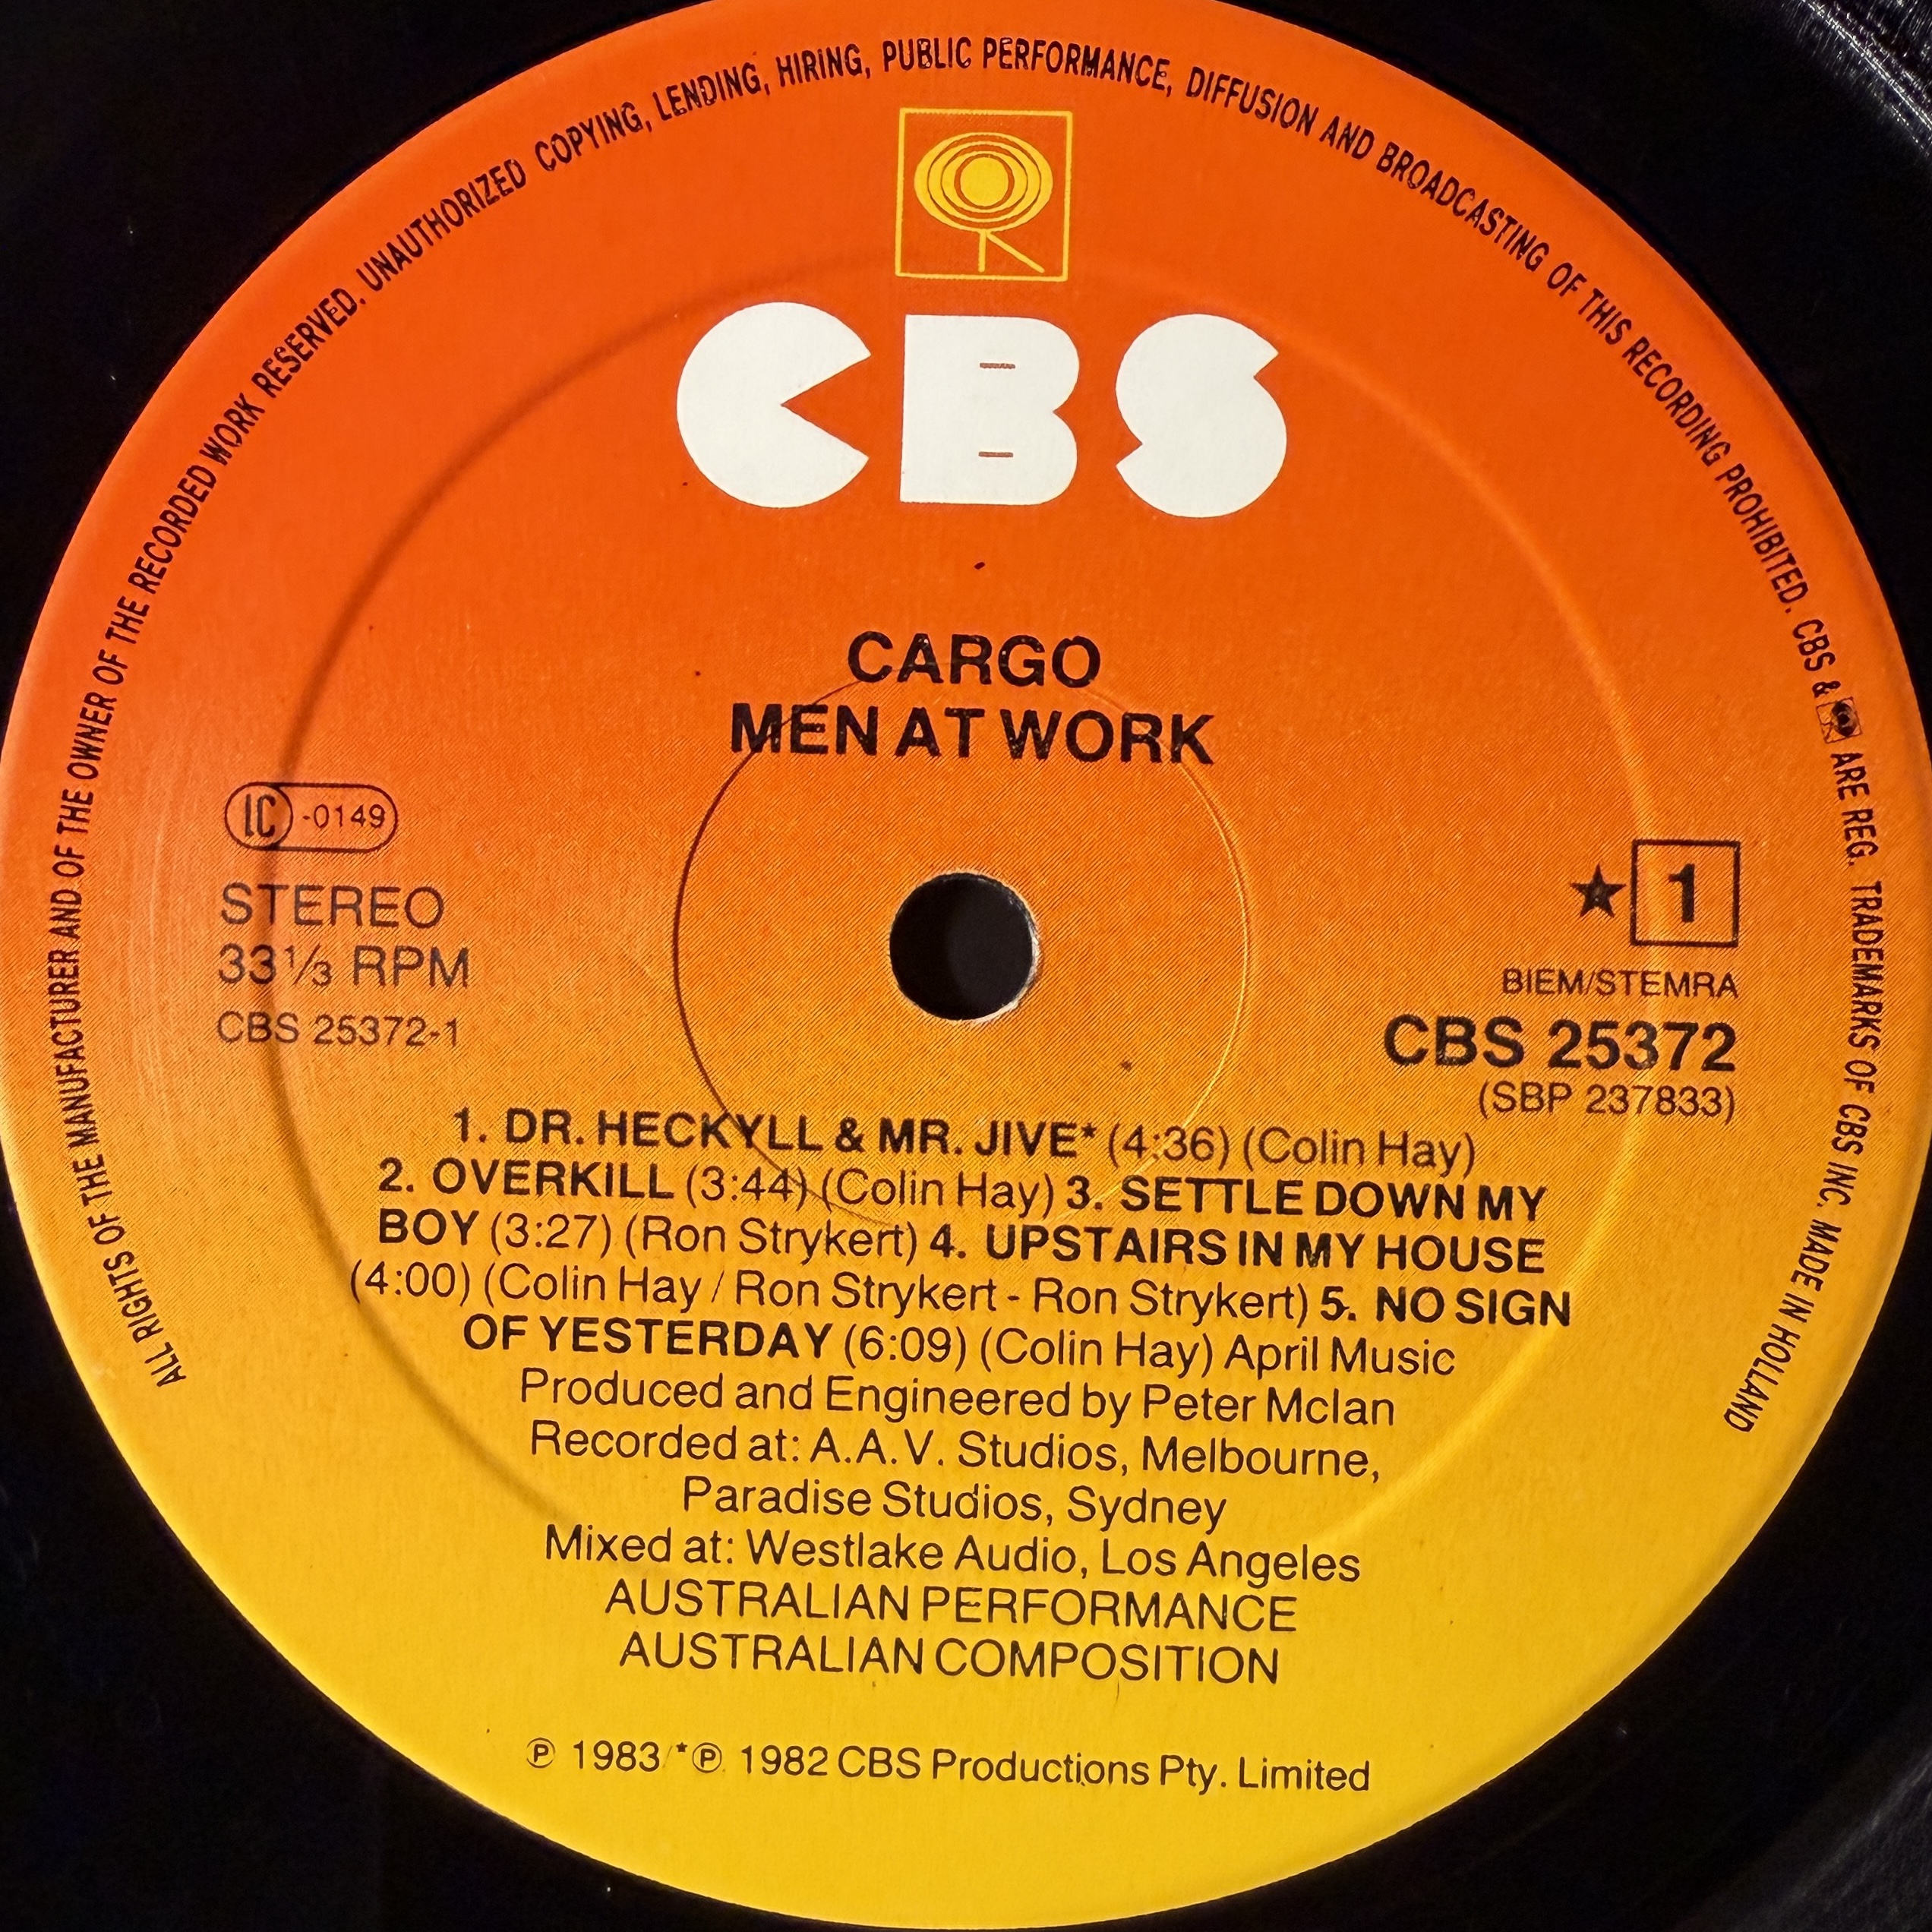 ALL RIGHTS OF THE MANUFACTURER AND OF THE OWNER OF THE RECORDED WORK RESERVED. UNAUTHORIZED COPYING, LENDING, HIRING, PUBLIC PERFORMANCE, DIFFUSION AND BROADCASTING OF THIS RECORDING PROHIBITED. CBS & ARE REG. TRADEMARKS OF CBS INC. MADE IN HOLLAND
CBS
CARGO
MEN AT WORK
LC -0149
STEREO
33⅓ RPM
CBS 25372-1
★ 1
BIEM/STEMRA
CBS 25372
(SBP 237833)
1. DR. HECKYLL & MR. JIVE* (4:36) (Colin Hay)
2. OVERKILL (3:44) (Colin Hay) 3. SETTLE DOWN MY
BOY (3:27) (Ron Strykert) 4. UPSTAIRS IN MY HOUSE
(4:00) (Colin Hay / Ron Strykert - Ron Strykert) 5. NO SIGN
OF YESTERDAY (6:09) (Colin Hay) April Music
Produced and Engineered by Peter McIan
Recorded at: A.A.V. Studios, Melbourne,
Paradise Studios, Sydney
Mixed at: Westlake Audio, Los Angeles
AUSTRALIAN PERFORMANCE
AUSTRALIAN COMPOSITION
℗ 1983 *℗ 1982 CBS Productions Pty. Limited